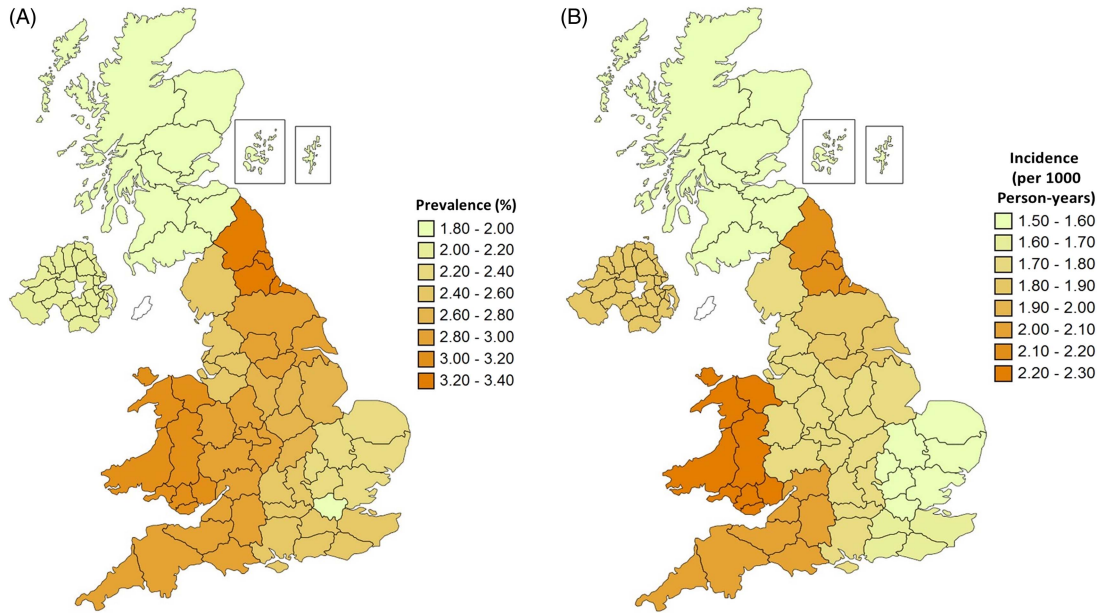 (A)
(B)
Prevalence (%)
1.80 - 2.00
2.00 - 2.20
2.20 - 2.40
2.40 - 2.60
2.60 - 2.80
2.80 - 3.00
3.00 - 3.20
3.20 - 3.40
Incidence
(per 1000
Person-years)
1.50 - 1.60
1.60 - 1.70
1.70 - 1.80
1.80 - 1.90
1.90 - 2.00
2.00 - 2.10
2.10 - 2.20
2.20 - 2.30